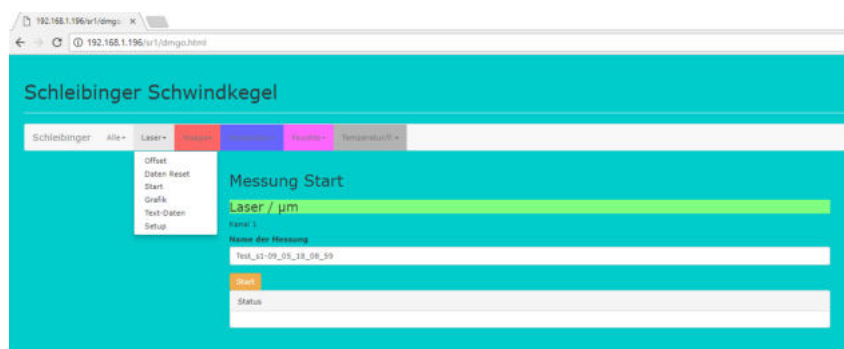 192.168.1.196/sr1/dmgo
192.168.1.196/sr1/dmgo.html
Schleibinger Schwindkegel
Schleibinger Alle Laser
Offset
Daten Reset
Start
Grafik
Text-Daten
Setup
Messung Start
Laser / µm
Kanal 1
Name der Messung
Test_s1-09_05_18_08_59
Start
Status